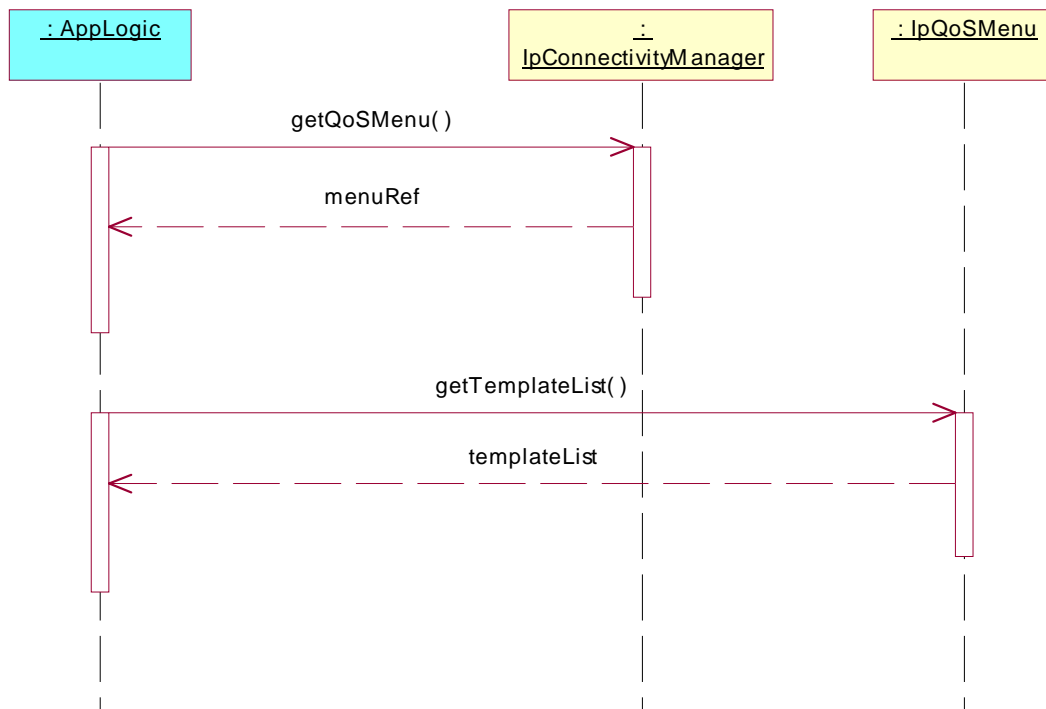 : AppLogic
:
IpConnectivityManager
: IpQoSMenu
getQoSMenu( )
menuRef
getTemplateList( )
templateList